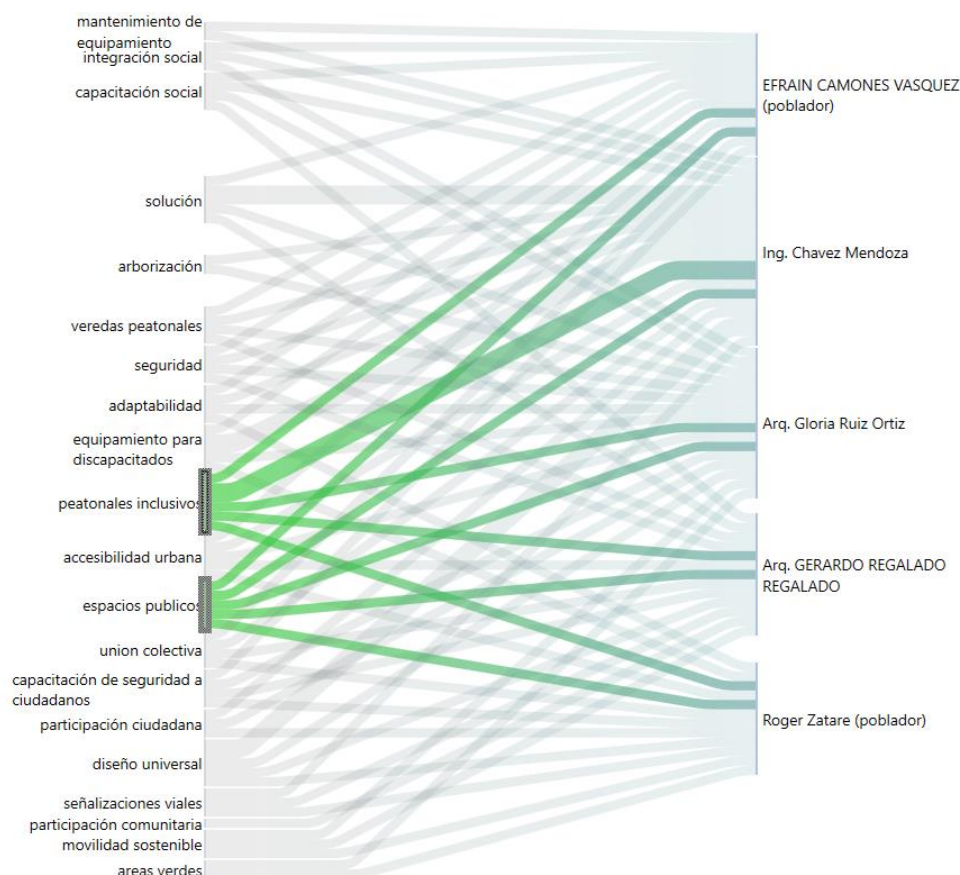 mantenimiento de
equipamiento
integración social
capacitación social
solución
arborización
veredas peatonales
seguridad
adaptabilidad
equipamiento para
discapacitados
peatonales inclusivos
accesibilidad urbana
espacios publicos
union colectiva
capacitación de seguridad a
ciudadanos
participación ciudadana
diseño universal
señalizaciones viales
participación comunitaria
movilidad sostenible
areas verdes
EFRAIN CAMONES VASQUEZ
(poblador)
Ing. Chavez Mendoza
Arq. Gloria Ruiz Ortiz
Arq. GERARDO REGALADO
REGALADO
Roger Zatare (poblador)